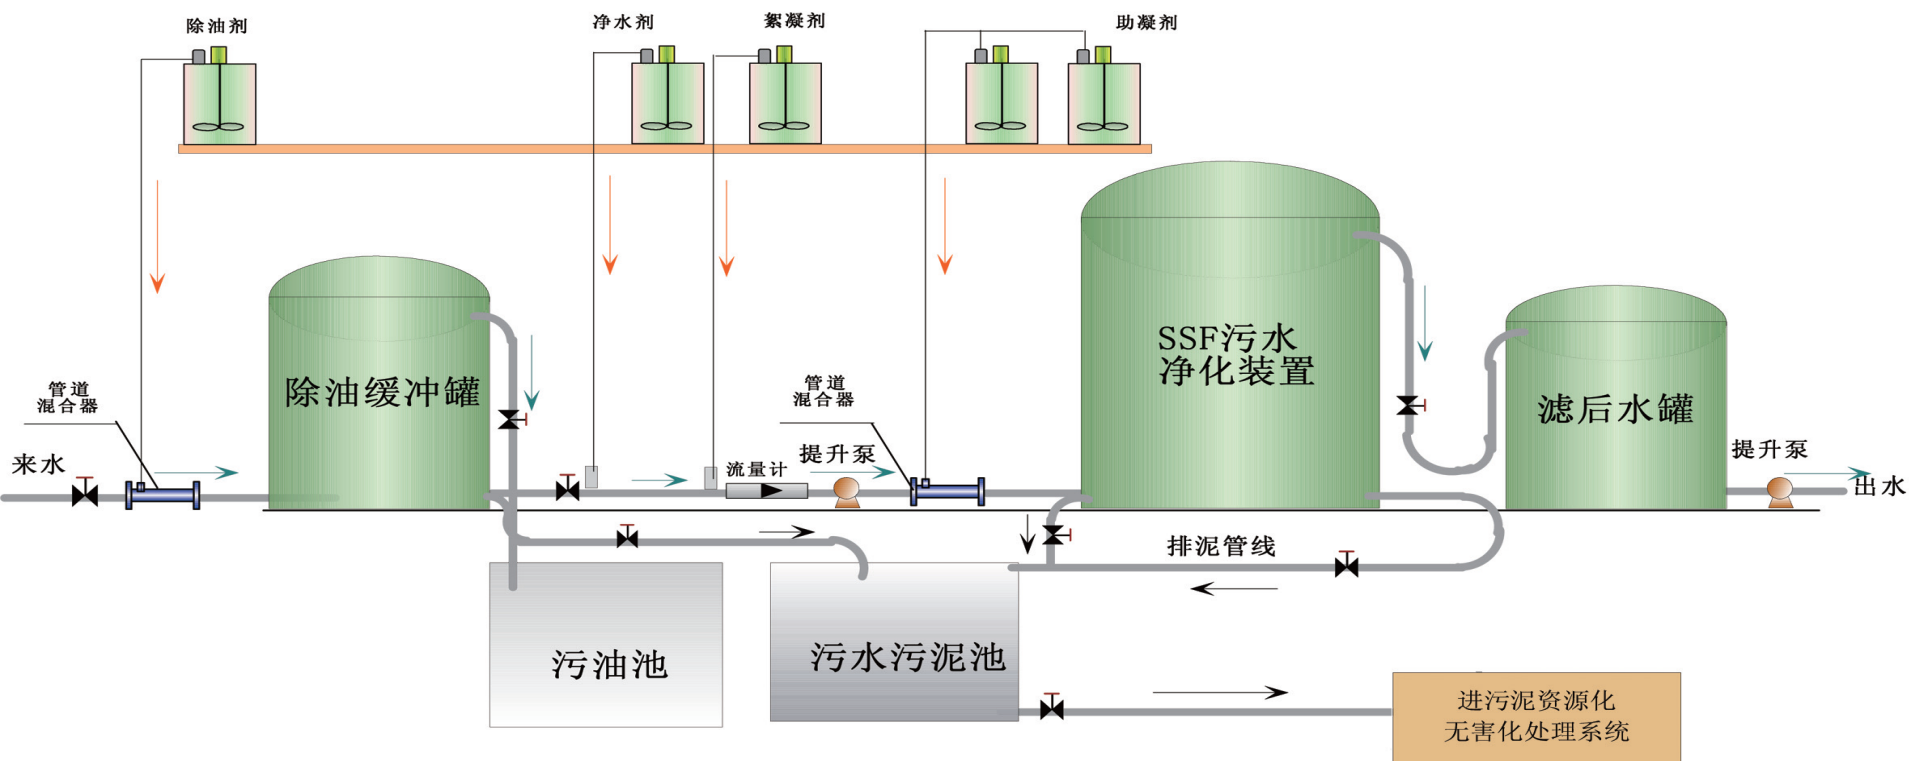 除油剂
净水剂
絮凝剂
助凝剂
管道
混合器
来水
除油缓冲罐
流量计
提升泵
管道
混合器
SSF污水
净化装置
滤后水罐
提升泵
出水
排泥管线
污油池
污水污泥池
进污泥资源化
无害化处理系统